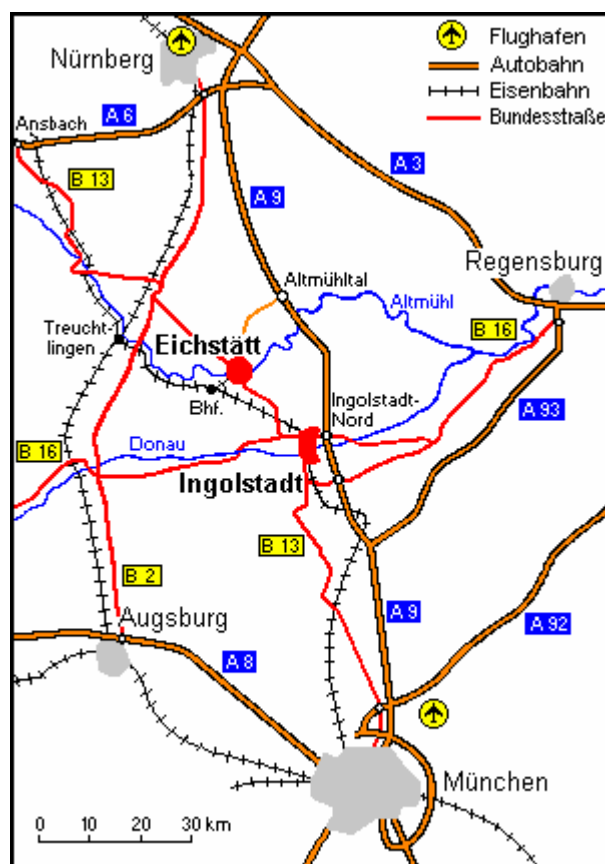 Flughafen
Nürnberg
Autobahn
Eisenbahn
Bundesstraße
A 6
Ansbach
A 3
B 13
A 9
Regensburg
Altmühltal
Altmühl
B 16
Treucht-
lingen
Eichstätt
Bhf.
Ingolstadt-
Nord
A 93
Donau
B 16
Ingolstadt
B 13
B 2
Augsburg
A 9
A 92
A 8
München
0 10 20 30 km